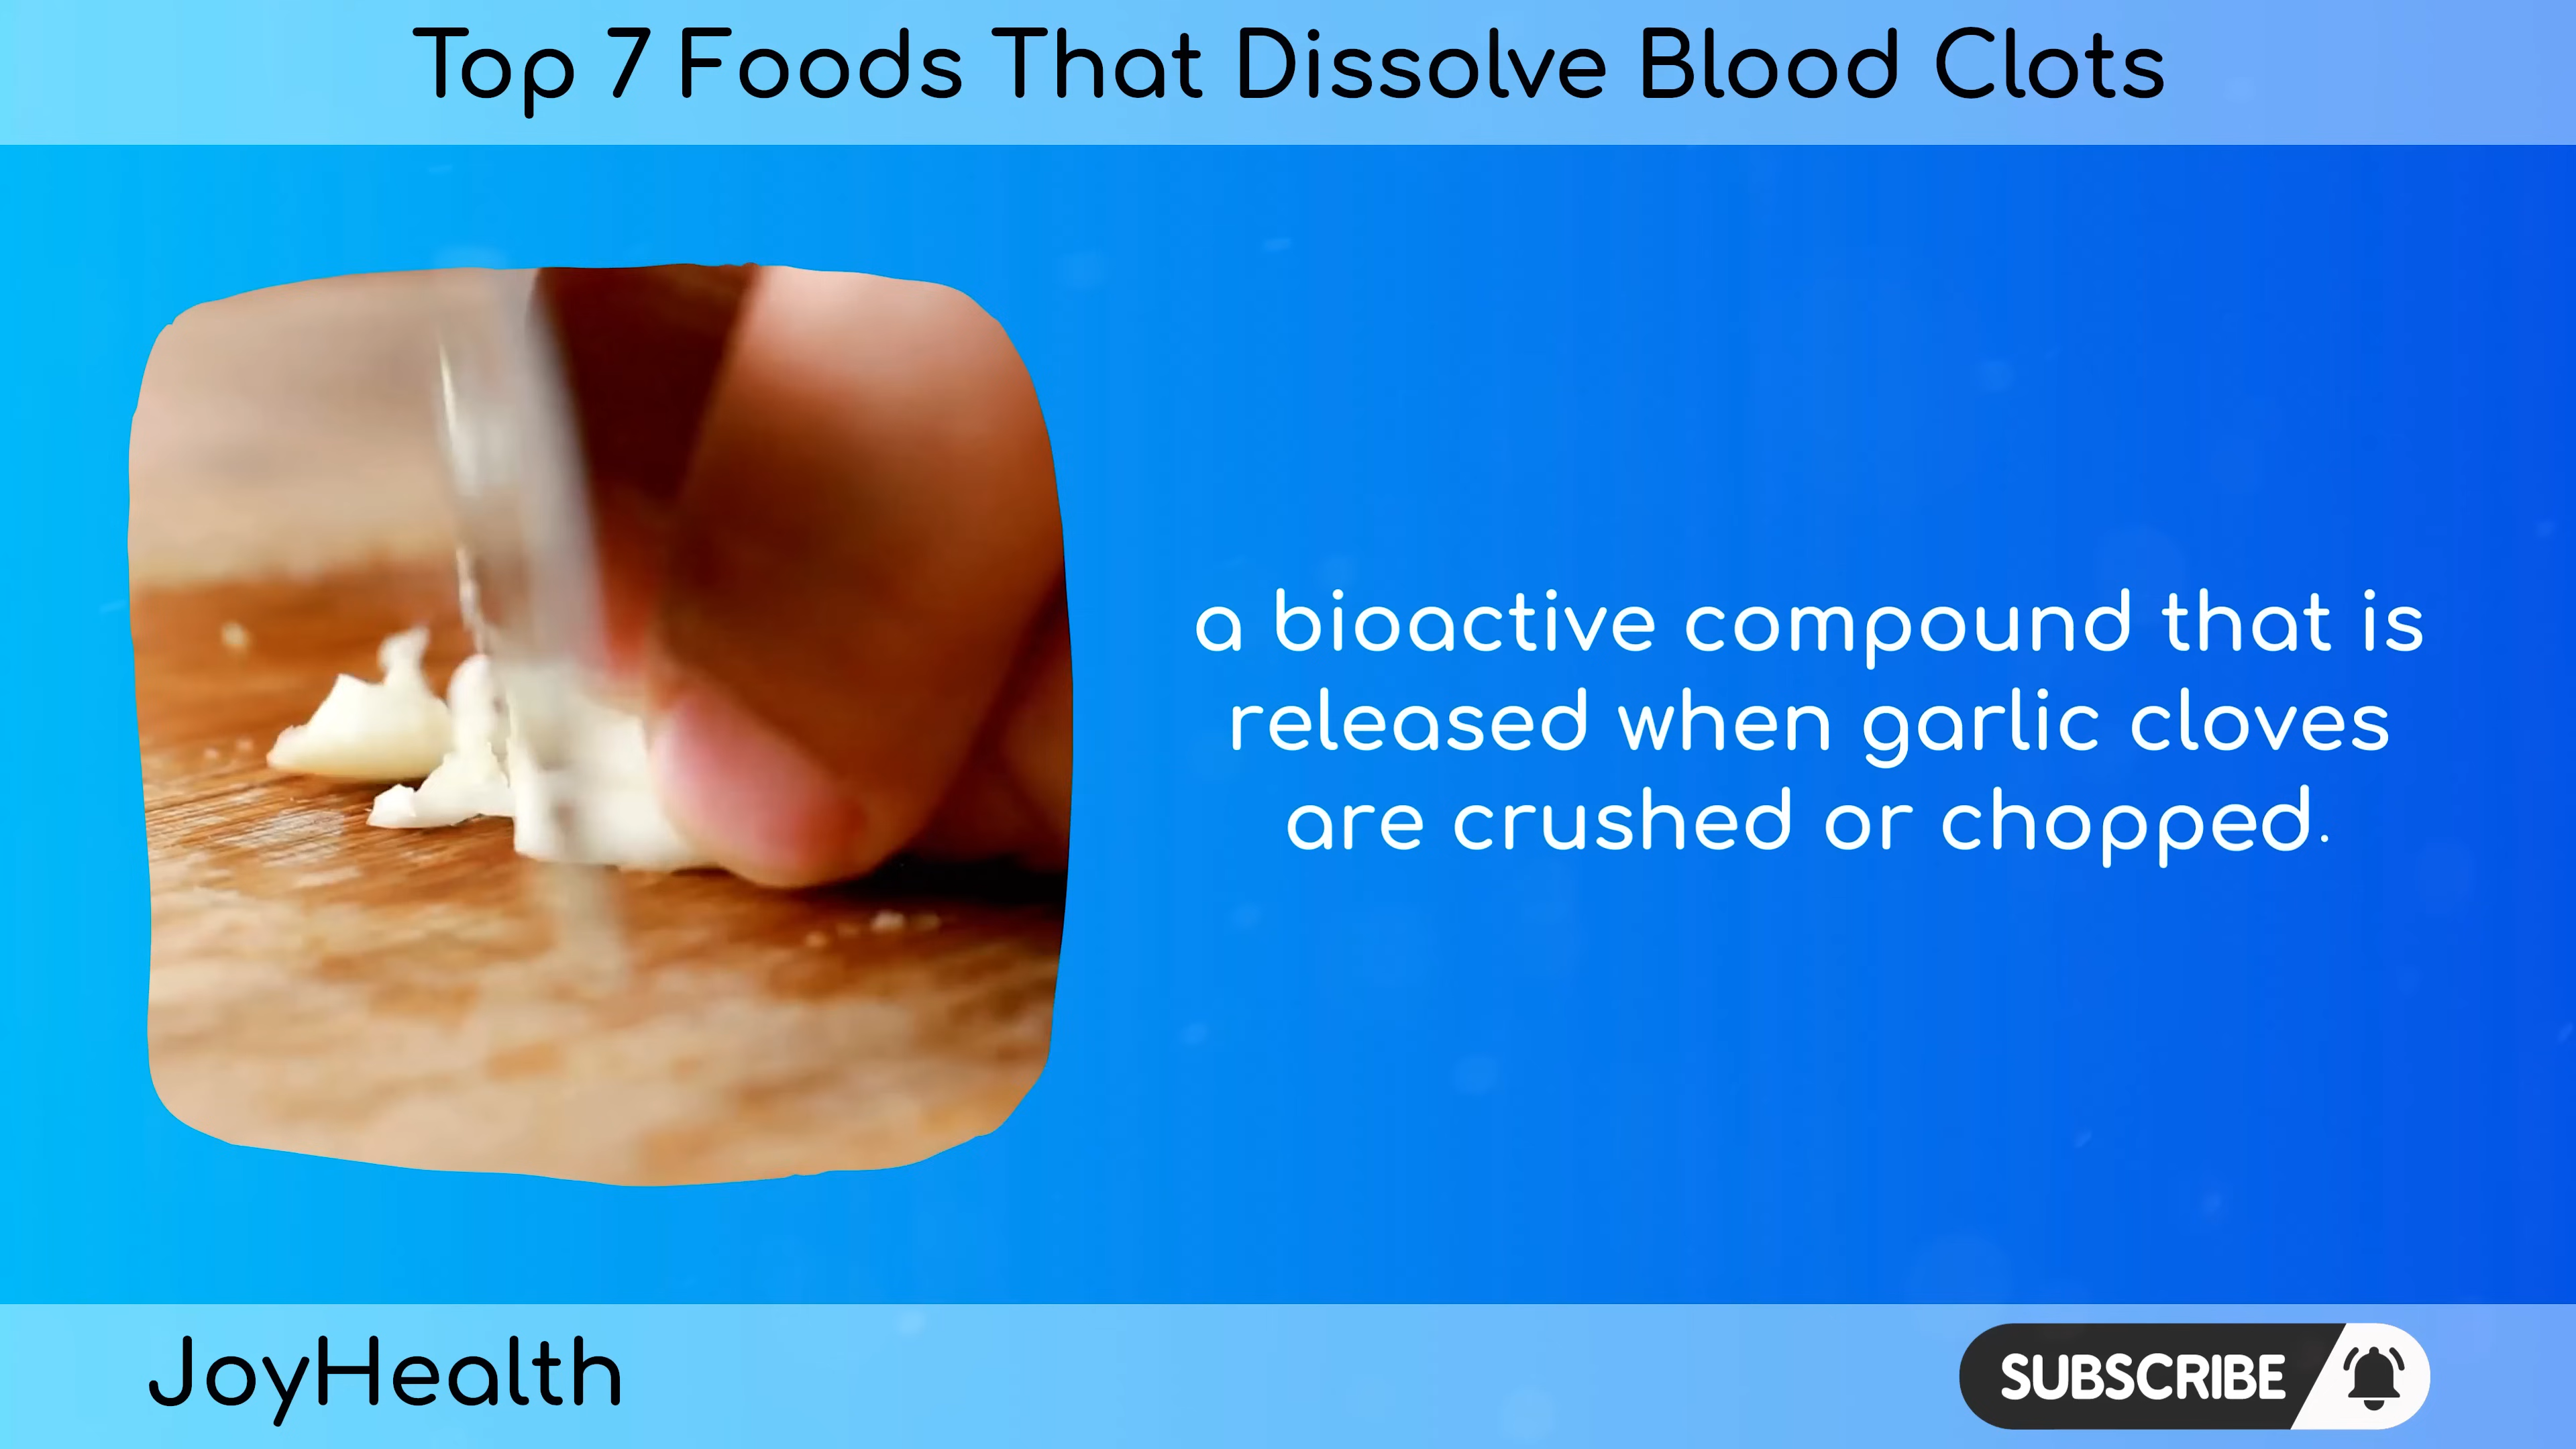 Top 7 Foods That Dissolve Blood Clots
a bioactive compound that is
released when garlic cloves
are crushed or chopped.
JoyHealth
SUBSCRIBE